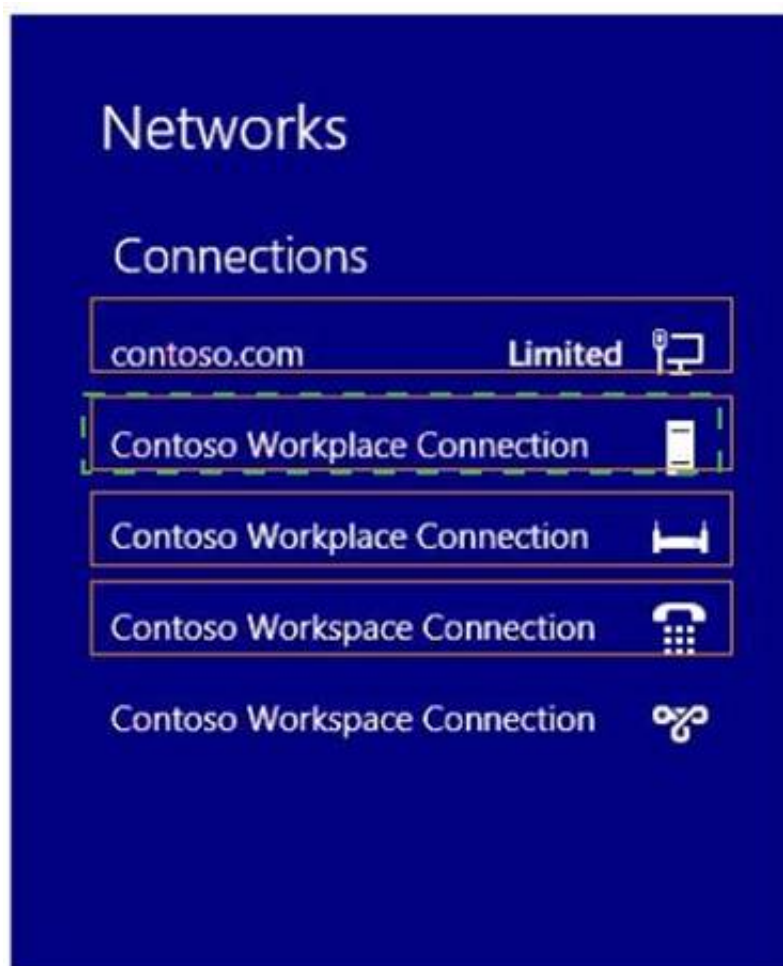 Networks
Connections
contoso.com Limited
Contoso Workplace Connection
Contoso Workplace Connection
Contoso Workspace Connection
Contoso Workspace Connection